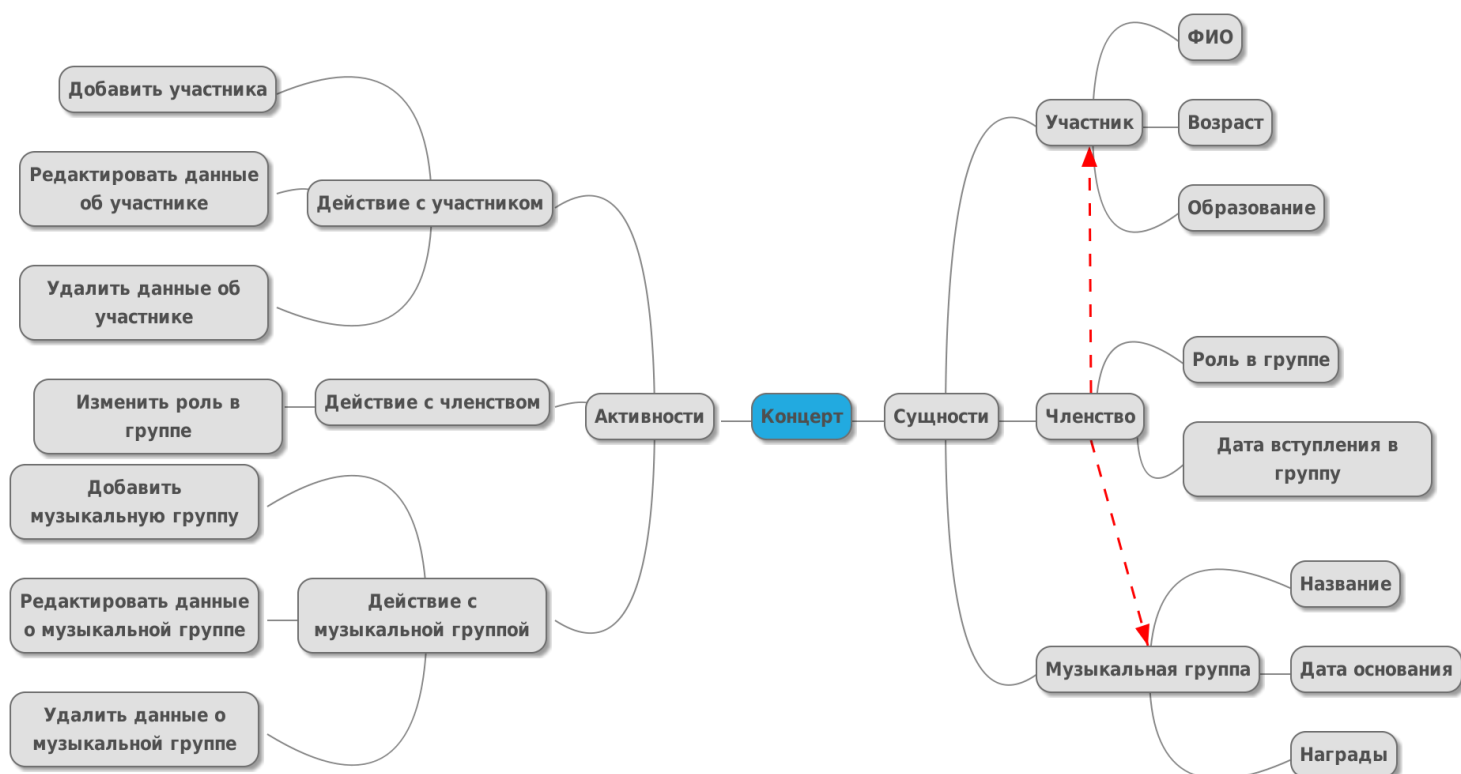 Добавить участника
Редактировать данные
об участнике
Удалить данные об
участнике
Действие с участником
Изменить роль в
группе
Действие с членством
Добавить
музыкальную группу
Редактировать данные
о музыкальной группе
Удалить данные о
музыкальной группе
Действие с
музыкальной группой
Активности
Концерт
Сущности
Участник
ФИО
Возраст
Образование
Членство
Роль в группе
Дата вступления в
группу
Музыкальная группа
Название
Дата основания
Награды